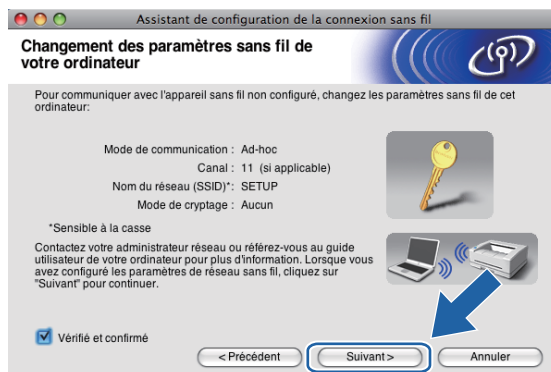 Assistant de configuration de la connexion sans fil
Changement des paramètres sans fil de
votre ordinateur
Pour communiquer avec l'appareil sans fil non configuré, changez les paramètres sans fil de cet
ordinateur:
Mode de communication : Ad-hoc
Canal : 11 (si applicable)
Nom du réseau (SSID)*: SETUP
Mode de cryptage : Aucun
*Sensible à la casse
Contactez votre administrateur réseau ou référez-vous au guide
utilisateur de votre ordinateur pour plus d'information. Lorsque vous
avez configuré les paramètres de réseau sans fil, cliquez sur
"Suivant" pour continuer.
Vérifié et confirmé
< Précédent
Suivant >
Annuler